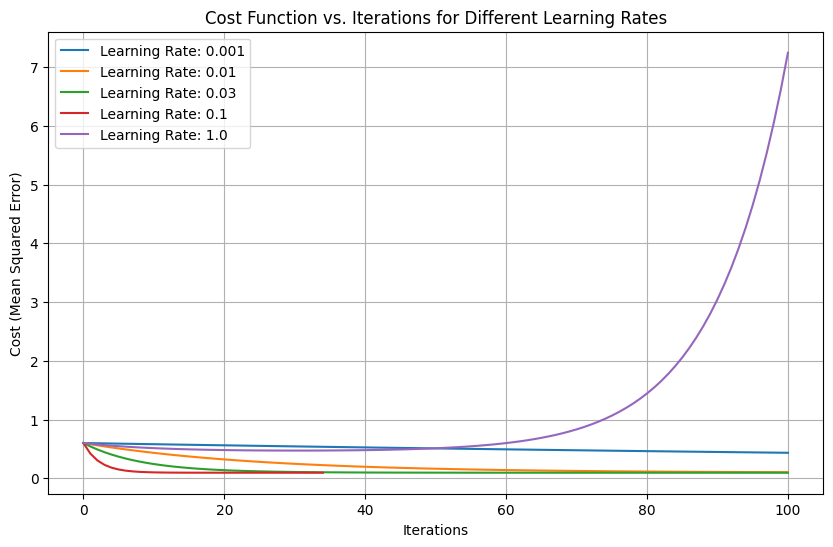 Cost Function vs. Iterations for Different Learning Rates
Learning Rate: 0.001
Learning Rate: 0.01
Learning Rate: 0.03
Learning Rate: 0.1
Learning Rate: 1.0
Cost (Mean Squared Error)
7
6
5
4
3
2
1
0
0 20 40 60 80 100
Iterations